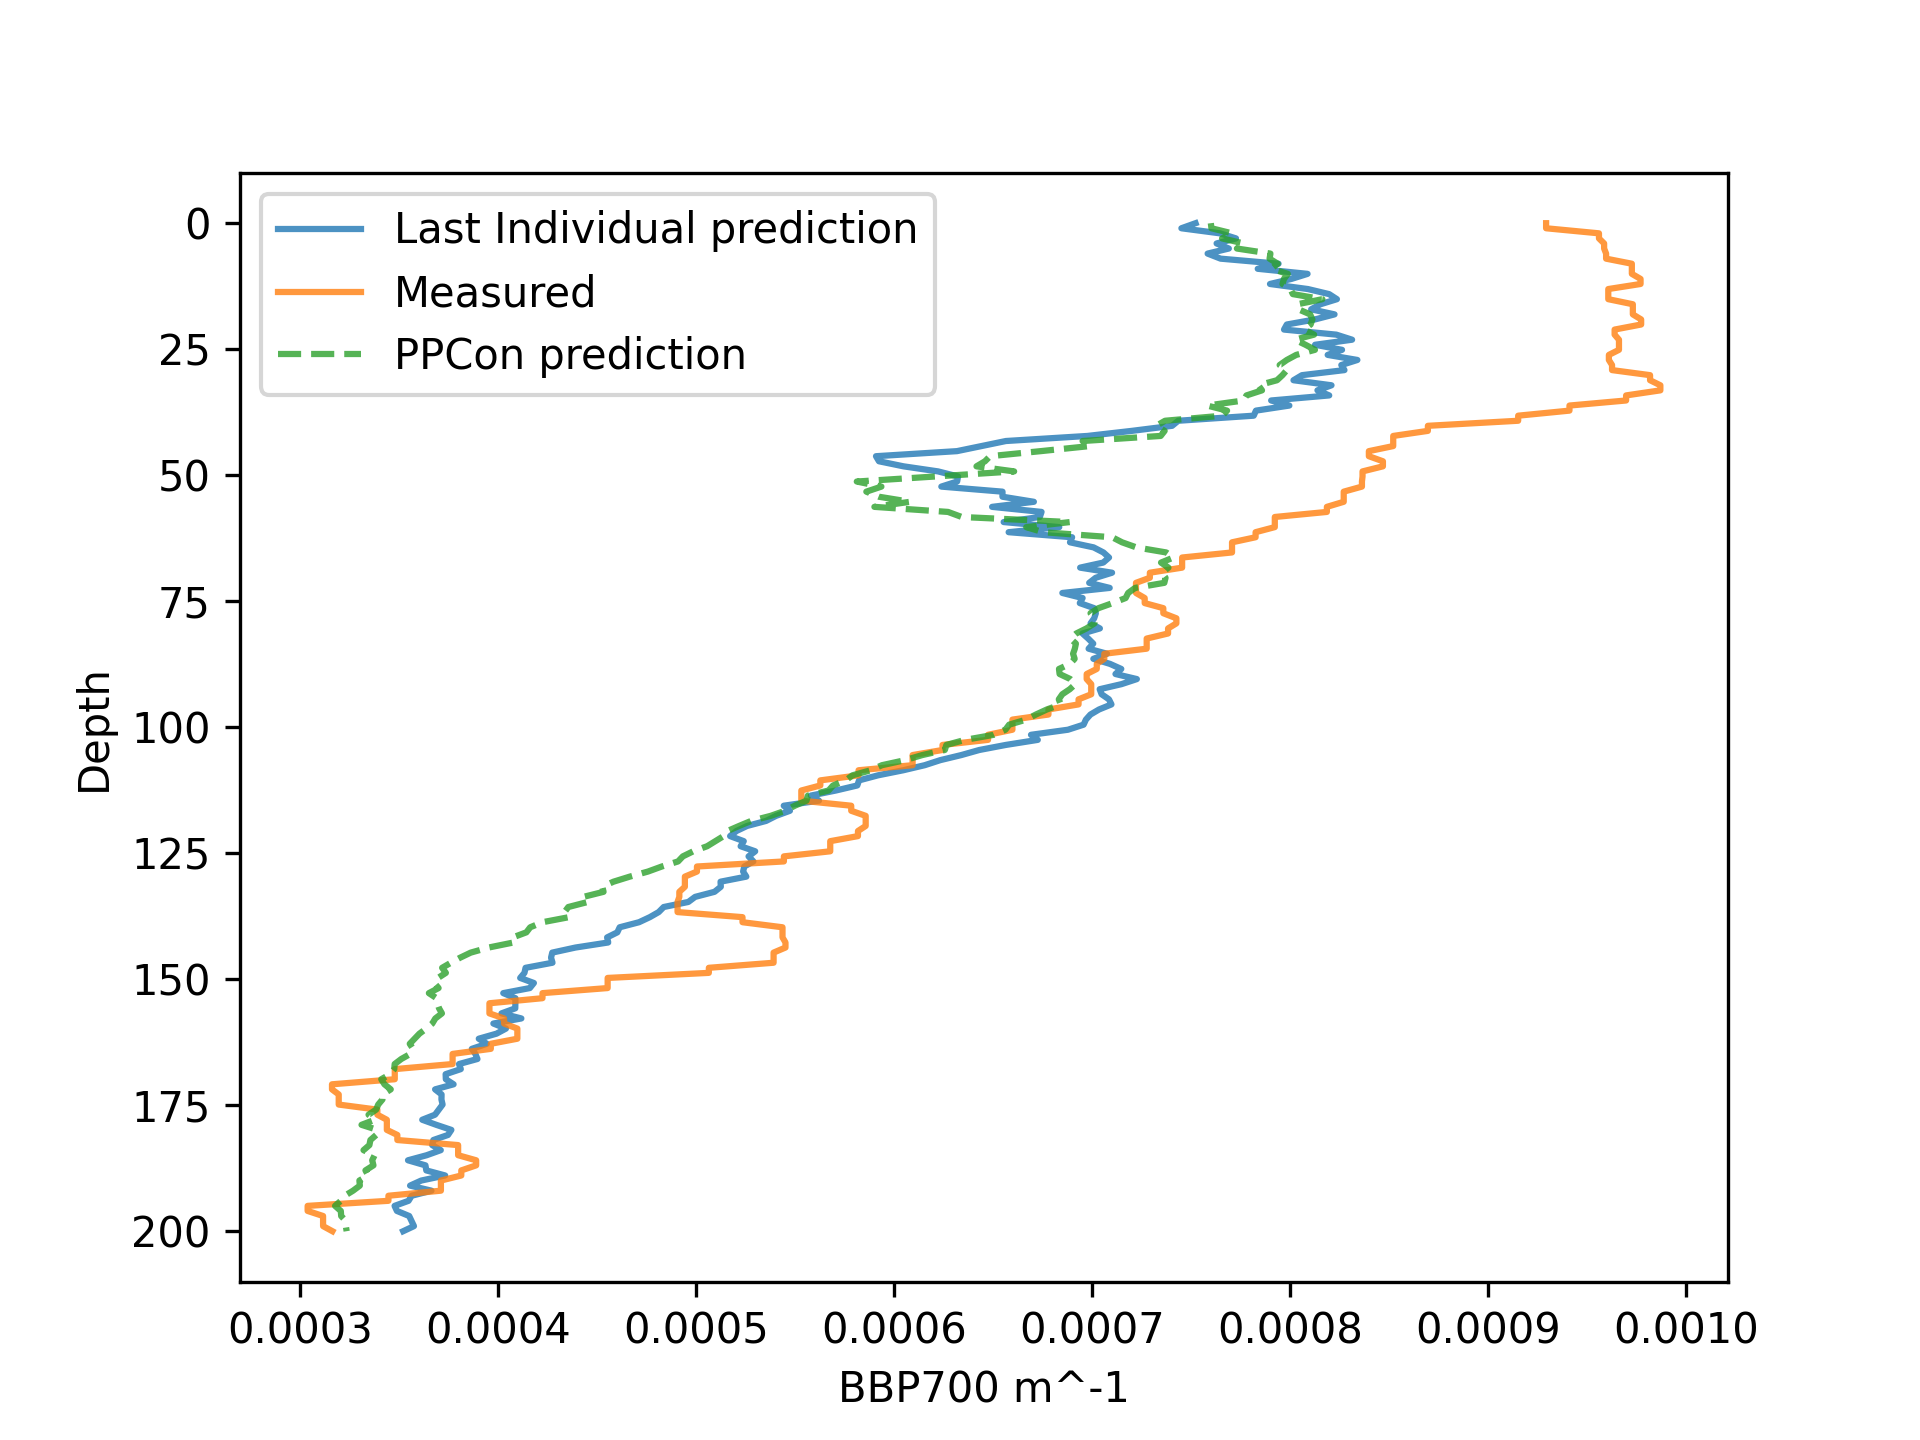 Last Individual prediction
Measured
PPCon prediction
0
25
50
75
100
125
150
175
200
Depth
0.0003 0.0004 0.0005 0.0006 0.0007 0.0008 0.0009 0.0010
BBP700 m^-1